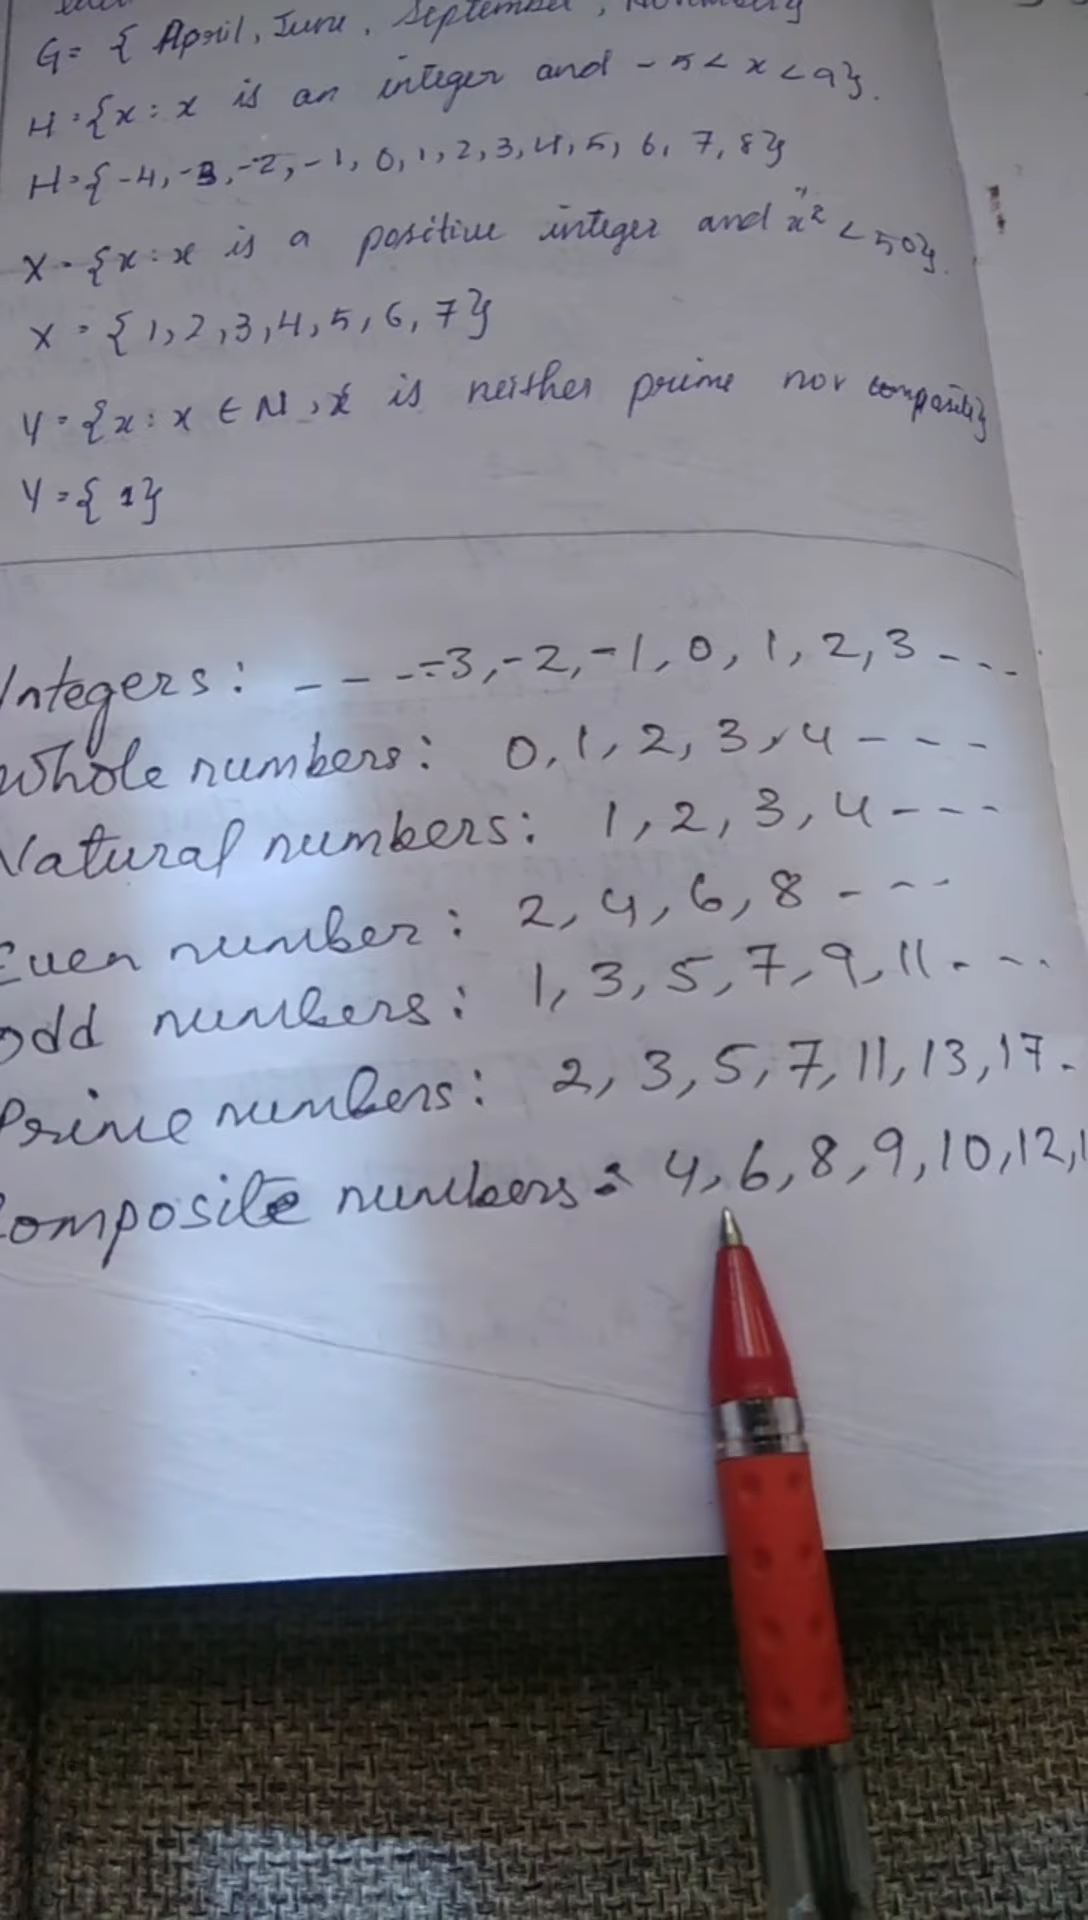 G = { April, June, September, November}
H = {x : x is an integer and -5 < x < 9}.
H = {-4, -3, -2, -1, 0, 1, 2, 3, 4, 5, 6, 7, 8}
X = {x : x is a positive integer and x² < 50}.
X = {1, 2, 3, 4, 5, 6, 7}
Y = {x : x ∈ N, x is neither prime nor composite}
Y = { 1}
Integers : - - - -3, -2, -1, 0, 1, 2, 3 - - -
Whole numbers : 0, 1, 2, 3, 4 - - -
Natural numbers : 1, 2, 3, 4 - - -
Even number : 2, 4, 6, 8 - - -
Odd numbers : 1, 3, 5, 7, 9, 11 - - -
Prime numbers : 2, 3, 5, 7, 11, 13, 17 -
Composite numbers : 4, 6, 8, 9, 10, 12, 1